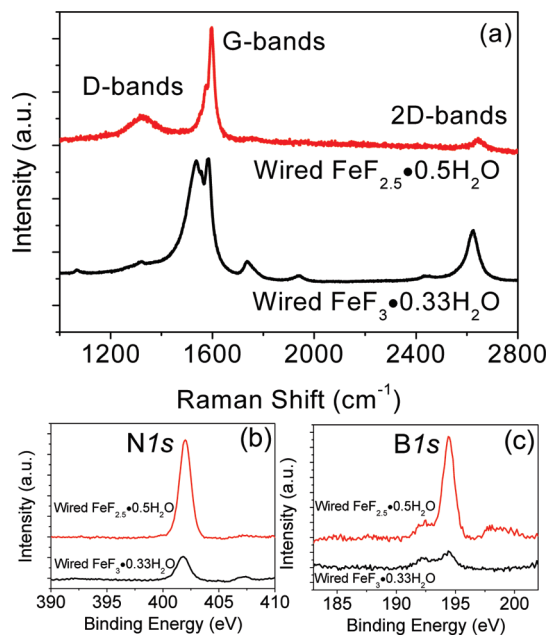 (a)
G-bands
D-bands
2D-bands
Intensity (a.u.)
Wired FeF2.5•0.5H2O
Wired FeF3•0.33H2O
1200 1600 2000 2400 2800
Raman Shift (cm-1)
N1s (b)
Intensity (a.u.)
Wired FeF2.5•0.5H2O
Wired FeF3•0.33H2O
390 395 400 405 410
Binding Energy (eV)
B1s (c)
Intensity (a.u.)
Wired FeF2.5•0.5H2O
Wired FeF3•0.33H2O
185 190 195 200
Binding Energy (eV)